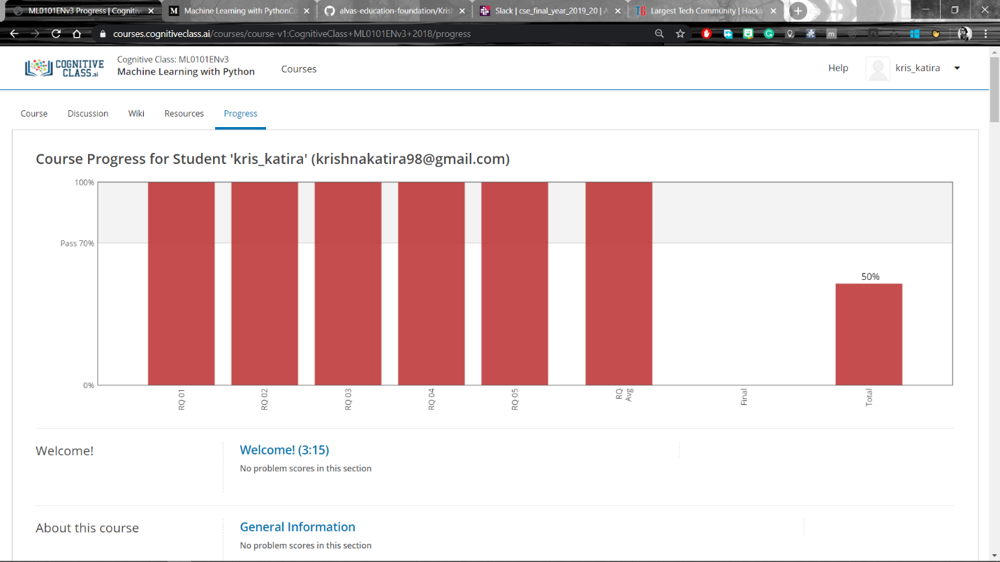 ML0101ENv3 Progress | Cognitiv
Machine Learning with PythonCo
alvas-education-foundation/Krish
Slack | cse_final_year_2019_20 | A
Largest Tech Community | Hacka
courses.cognitiveclass.ai/courses/course-v1:CognitiveClass+ML0101ENv3+2018/progress
COGNITIVE
CLASS.ai
Cognitive Class: ML0101ENv3
Machine Learning with Python
Courses
Help
kris_katira
Course
Discussion
Wiki
Resources
Progress
Course Progress for Student 'kris_katira' (krishnakatira98@gmail.com)
100%
Pass 70%
50%
0%
RQ 01
RQ 02
RQ 03
RQ 04
RQ 05
RQ
Avg
Final
Total
Welcome!
Welcome! (3:15)
No problem scores in this section
About this course
General Information
No problem scores in this section